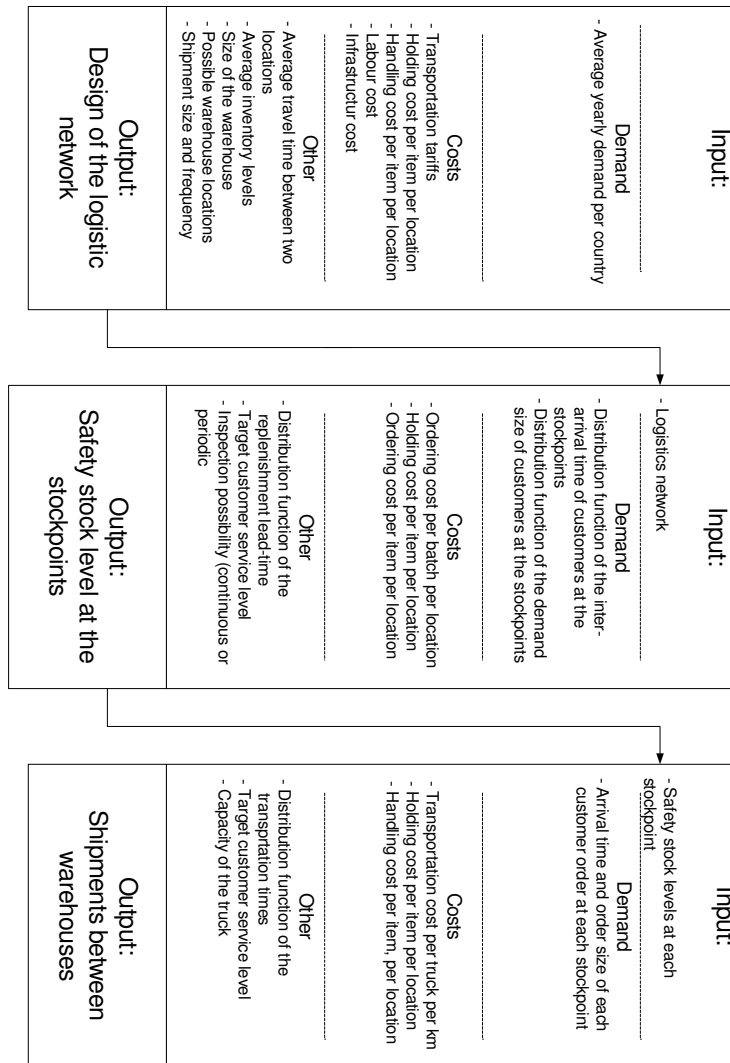 Input:
Demand
- Average yearly demand per country
Costs
- Transportation tariffs
- Holding cost per item per location
- Handling cost per item per location
- Labour cost
- Infrastructur cost
Other
- Average travel time between two
locations
- Average inventory levels
- Size of the warehouse
- Possible warehouse locations
- Shipment size and frequency
Output:
Design of the logistic
network
Input:
- Logistics network
Demand
- Distribution function of the inter-
arrival time of customers at the
stockpoints
- Distribution function of the demand
size of customers at the stockpoints
Costs
- Ordering cost per batch per location
- Holding cost per item per location
- Ordering cost per item per location
Other
- Distribution function of the
replenishment lead-time
- Target customer service level
- Inspection possibility (continuous or
periodic
Output:
Safety stock level at the
stockpoints
Input:
- Safety stock levels at each
stockpoint
Demand
- Arrival time and order size of each
customer order at each stockpoint
Costs
- Transportation cost per truck per km
- Holding cost per item per location
- Handling cost per item, per location
Other
- Distribution function of the
transprtation times
- Target customer service level
- Capacity of the truck
Output:
Shipments between
warehouses